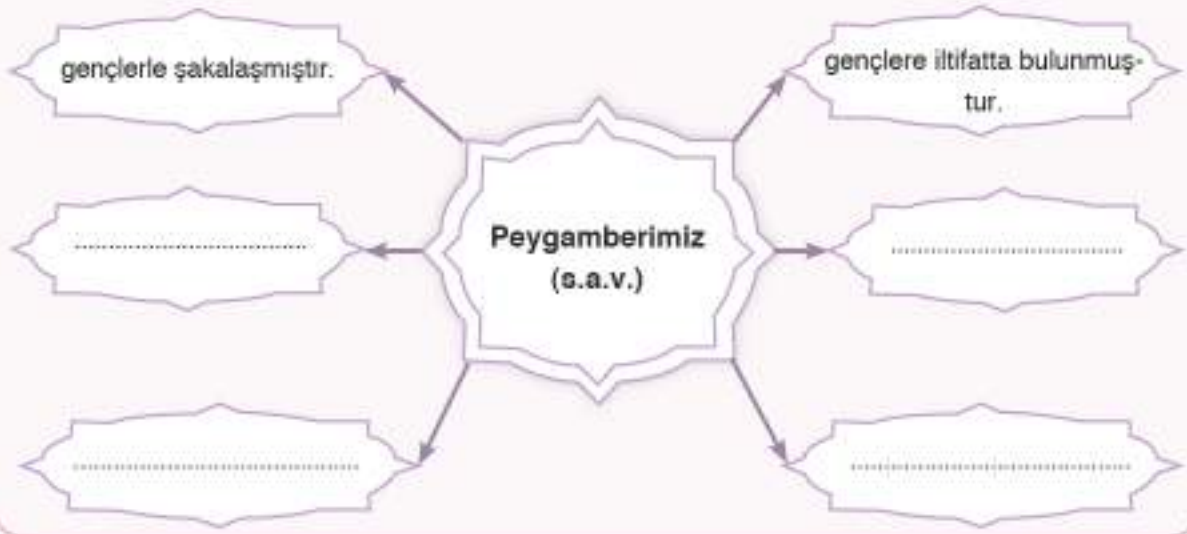 gençlerle şakalaşmıştır.
gençlere iltifatta bulunmuş-
tur.
Peygamberimiz
(s.a.v.)